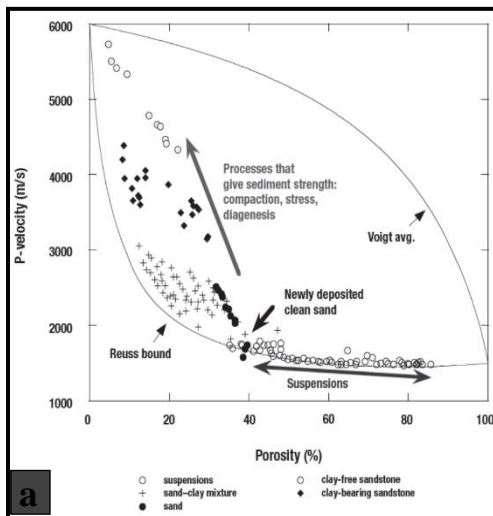 6000
5000
4000
3000
2000
1000
P-velocity (m/s)
Processes that
give sediment strength:
compaction, stress,
diagenesis
Voigt avg.
Newly deposited
clean sand
Reuss bound
Suspensions
0
20
40
60
80
100
Porosity (%)
suspensions
sand–clay mixture
sand
clay-free sandstone
clay-bearing sandstone
a